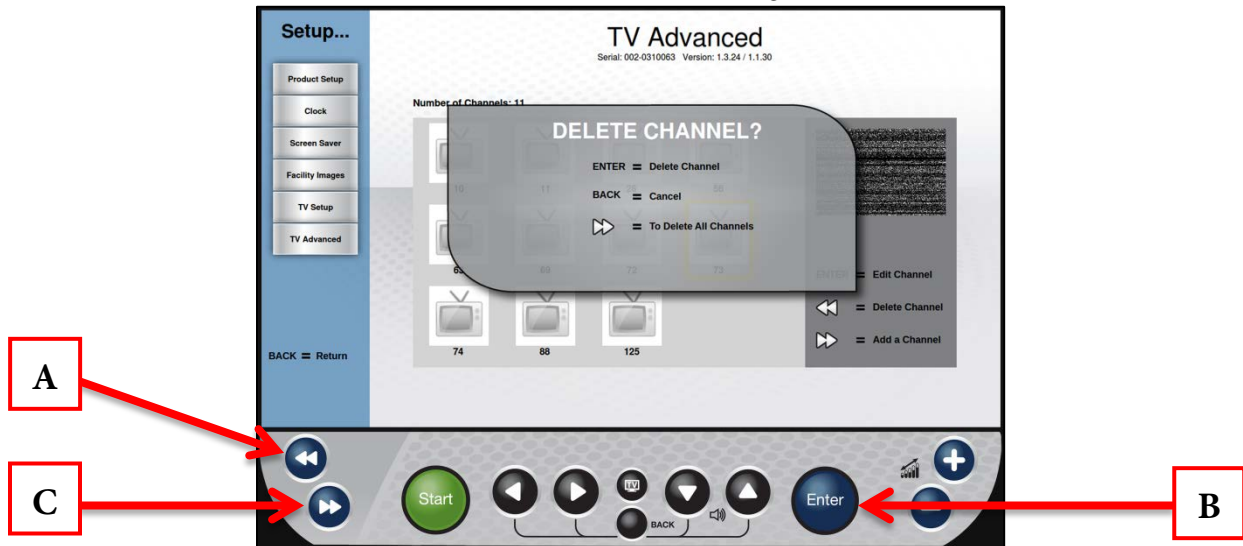 Setup...
TV Advanced
Serial: 002-0310063 Version: 1.3.24 / 1.1.30
Product Setup
Clock
Screen Saver
Facility Images
TV Setup
TV Advanced
BACK = Return
Number of Channels: 11
DELETE CHANNEL?
ENTER = Delete Channel
BACK = Cancel
= To Delete All Channels
10 11
69 72 73
74 88 125
ENTER = Edit Channel
= Delete Channel
= Add a Channel
A
C
B
Start
TV
BACK
Enter